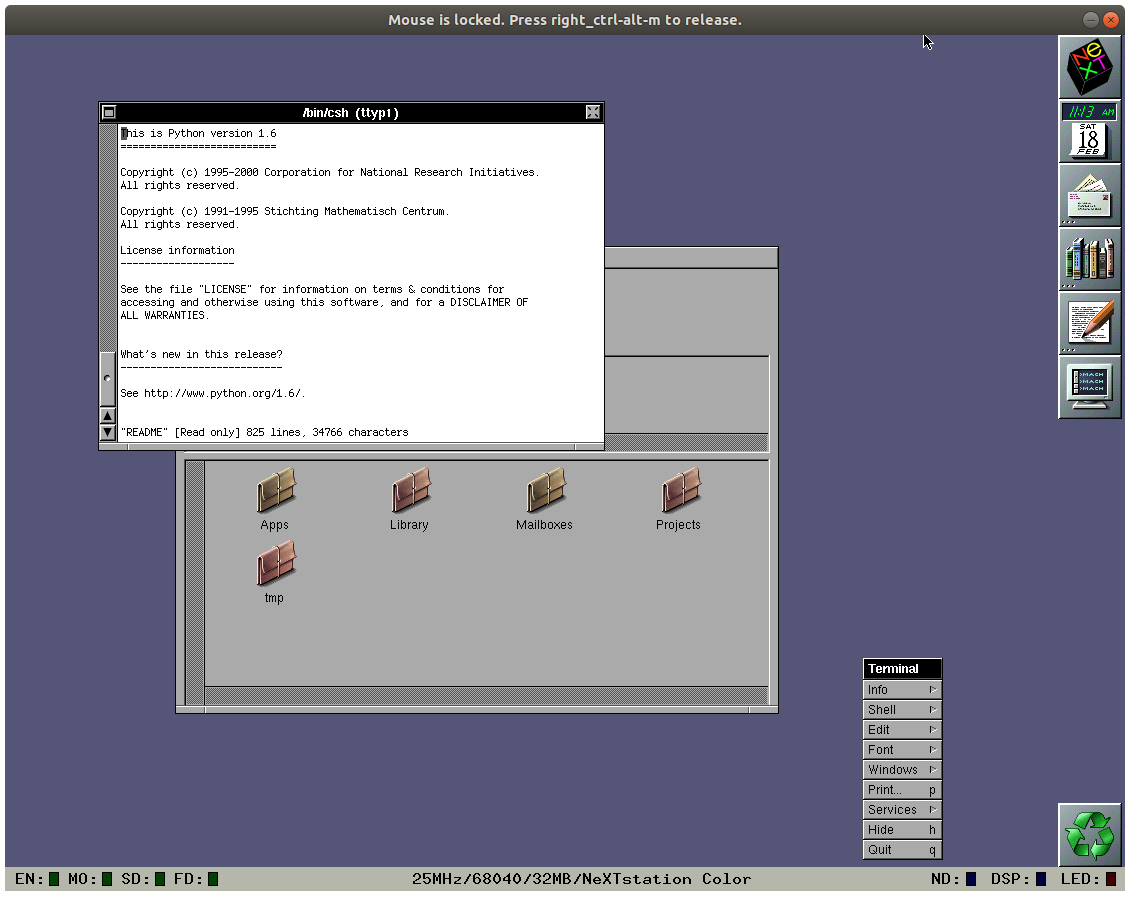 Mouse is locked. Press right_ctrl-alt-m to release.
NeXT
11:13 AM
SAT
18
FEB
/bin/csh (ttyp1)
This is Python version 1.6
==========================
Copyright (c) 1995-2000 Corporation for National Research Initiatives.
All rights reserved.
Copyright (c) 1991-1995 Stichting Mathematisch Centrum.
All rights reserved.
License information
-------------------
See the file "LICENSE" for information on terms & conditions for
accessing and otherwise using this software, and for a DISCLAIMER OF
ALL WARRANTIES.
What's new in this release?
---------------------------
See http://www.python.org/1.6/.
"README" [Read only] 825 lines, 34766 characters
>MACH
>MACH
>MACH
Apps
Library
Mailboxes
Projects
tmp
Terminal
Info
Shell
Edit
Font
Windows
Print... p
Services
Hide h
Quit q
EN: MO: SD: FD: 25MHz/68040/32MB/NeXTstation Color ND: DSP: LED: